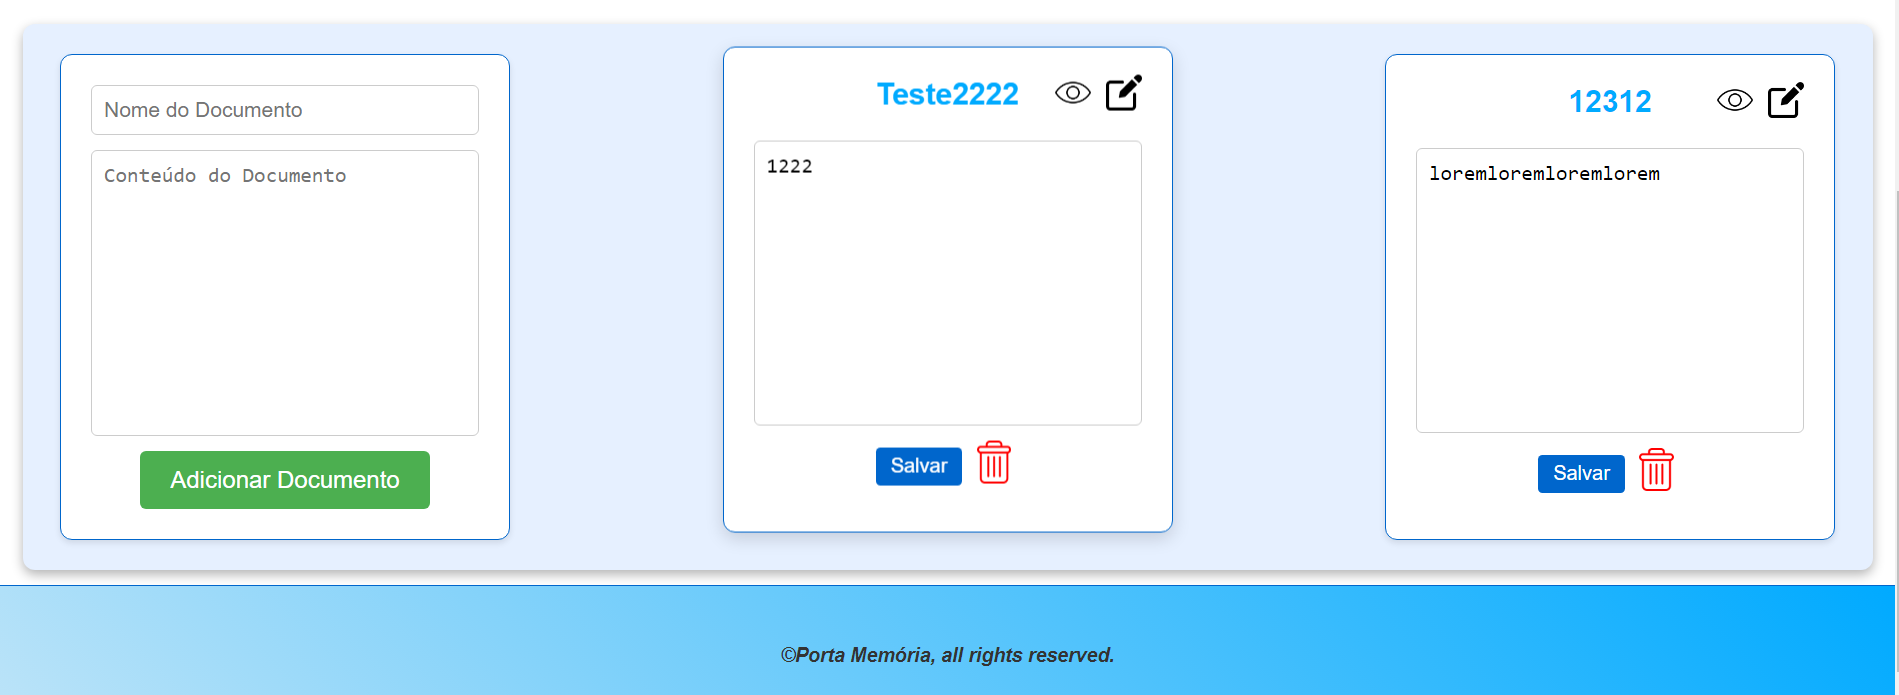 Nome do Documento
Conteúdo do Documento
Adicionar Documento
Teste2222
1222
Salvar
12312
loremloremloremlorem
Salvar
©Porta Memória, all rights reserved.